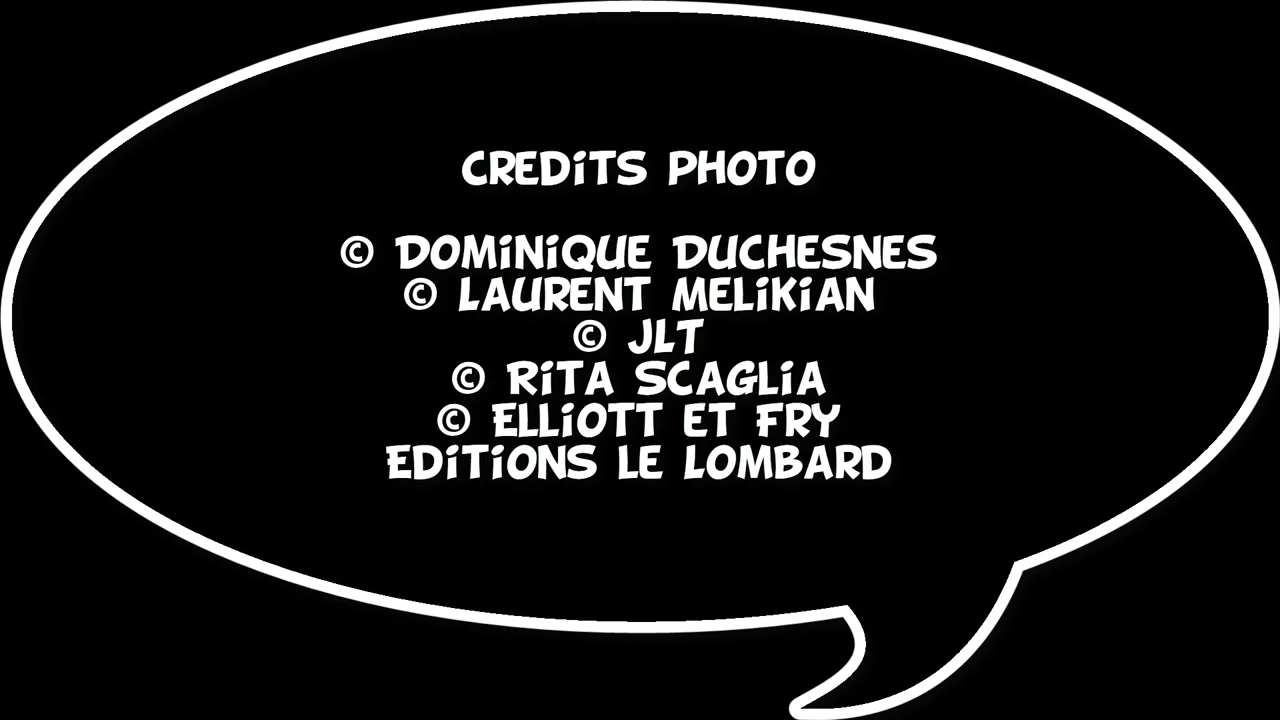 CREDiTS PHOTO
© DOMiNiQUE DUCHESNES
© LAURENT MELiKiAN
© JLT
© RiTA SCAGLiA
© ELLiOTT ET FRY
EDiTiONS LE LOMBARD